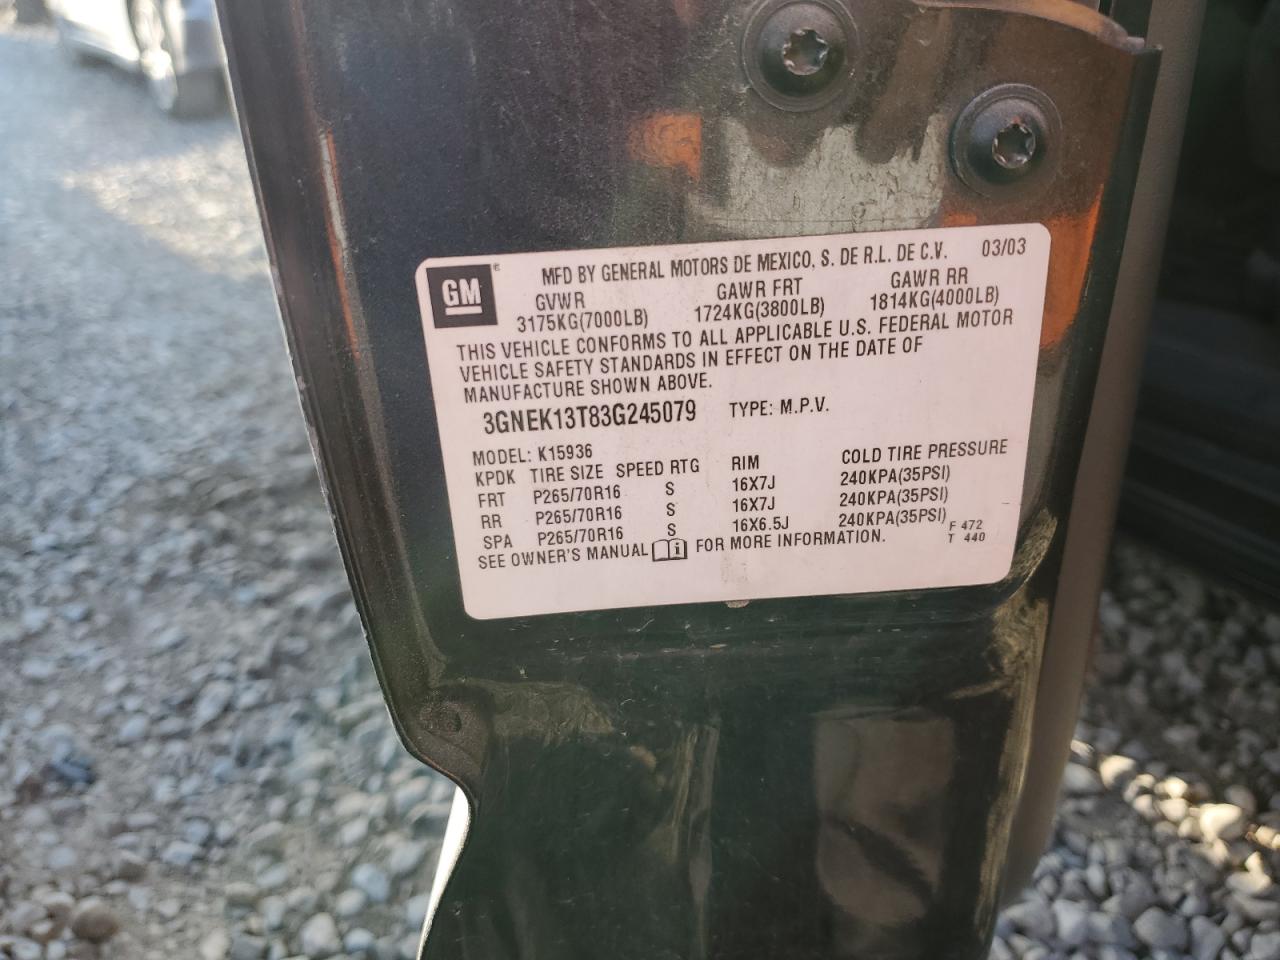 GM ®
MFD BY GENERAL MOTORS DE MEXICO, S. DE R.L. DE C.V. 03/03
GVWR GAWR FRT GAWR RR
3175KG(7000LB) 1724KG(3800LB) 1814KG(4000LB)
THIS VEHICLE CONFORMS TO ALL APPLICABLE U.S. FEDERAL MOTOR
VEHICLE SAFETY STANDARDS IN EFFECT ON THE DATE OF
MANUFACTURE SHOWN ABOVE.
3GNEK13T83G245079 TYPE: M.P.V.
MODEL: K15936
KPDK TIRE SIZE SPEED RTG RIM COLD TIRE PRESSURE
FRT P265/70R16 S 16X7J 240KPA(35PSI)
RR P265/70R16 S 16X7J 240KPA(35PSI)
SPA P265/70R16 S 16X6.5J 240KPA(35PSI)
SEE OWNER'S MANUAL i FOR MORE INFORMATION.
F 472
T 440